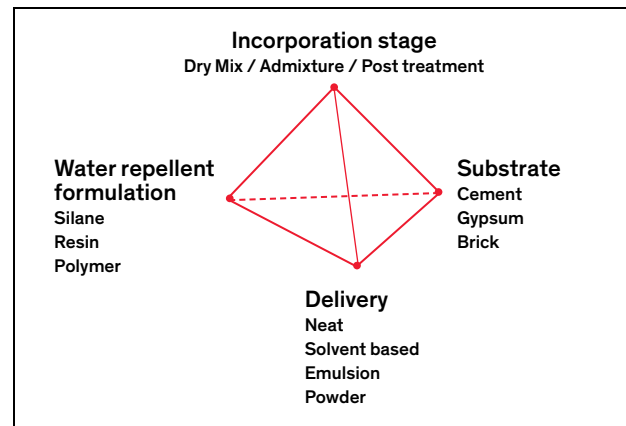 Incorporation stage
Dry Mix / Admixture / Post treatment
Water repellent
formulation
Silane
Resin
Polymer
Substrate
Cement
Gypsum
Brick
Delivery
Neat
Solvent based
Emulsion
Powder